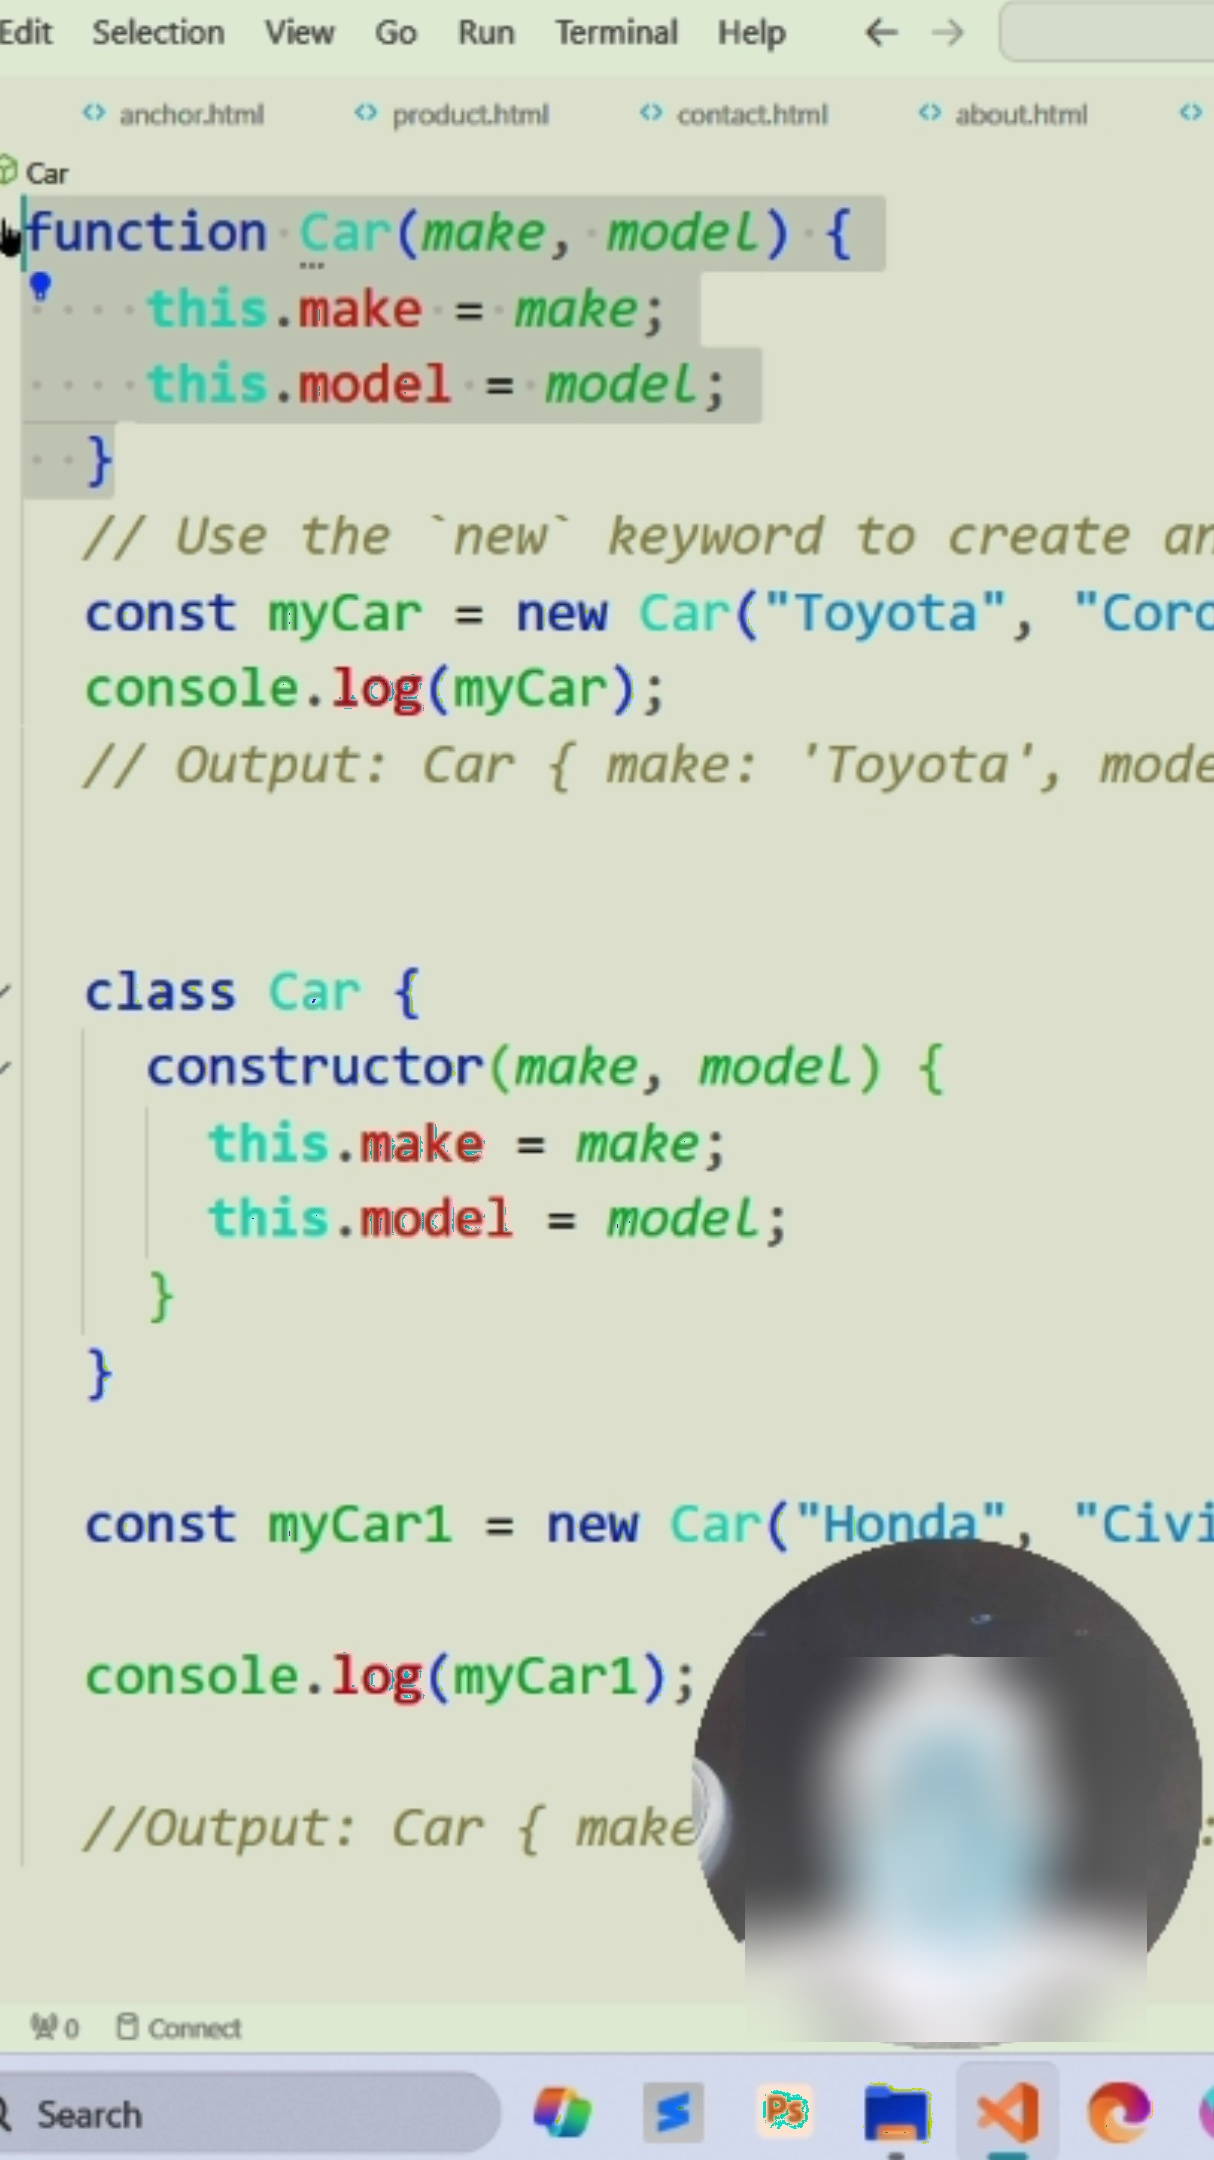 Edit Selection View Go Run Terminal Help
anchor.html product.html contact.html about.html
Car
function Car(make, model) {
this.make = make;
this.model = model;
}
// Use the `new` keyword to create an
const myCar = new Car("Toyota", "Coro
console.log(myCar);
// Output: Car { make: 'Toyota', mode
class Car {
constructor(make, model) {
this.make = make;
this.model = model;
}
}
const myCar1 = new Car("Honda", "Civi
console.log(myCar1);
//Output: Car { make :
0 Connect
Search
Ps